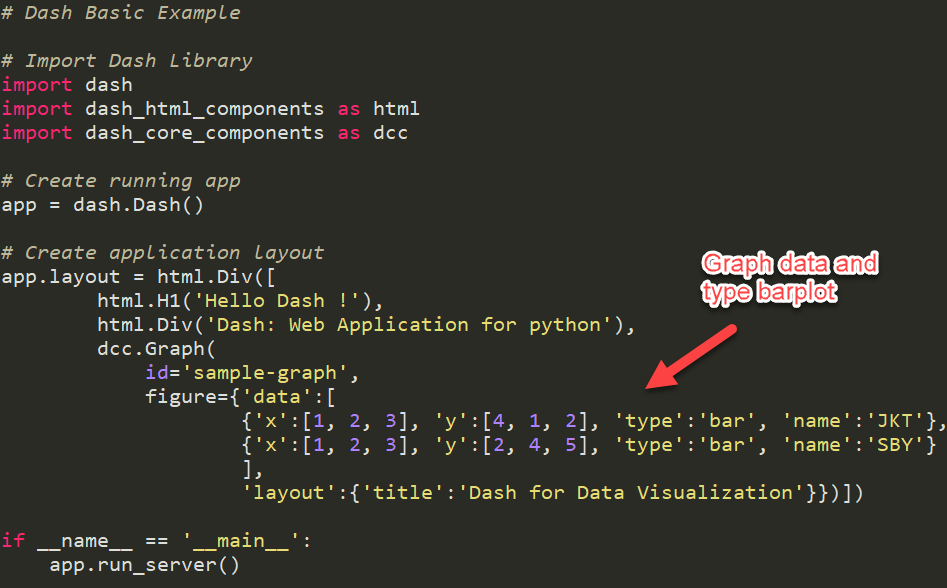 # Dash Basic Example
# Import Dash Library
import dash
import dash_html_components as html
import dash_core_components as dcc
# Create running app
app = dash.Dash()
# Create application layout
app.layout = html.Div([
html.H1('Hello Dash !'),
html.Div('Dash: Web Application for python'),
dcc.Graph(
id='sample-graph',
figure={'data':[
{'x':[1, 2, 3], 'y':[4, 1, 2], 'type':'bar', 'name':'JKT'},
{'x':[1, 2, 3], 'y':[2, 4, 5], 'type':'bar', 'name':'SBY'}
],
'layout':{'title':'Dash for Data Visualization'}})])
if __name__ == '__main__':
app.run_server()
Graph data and
type barplot